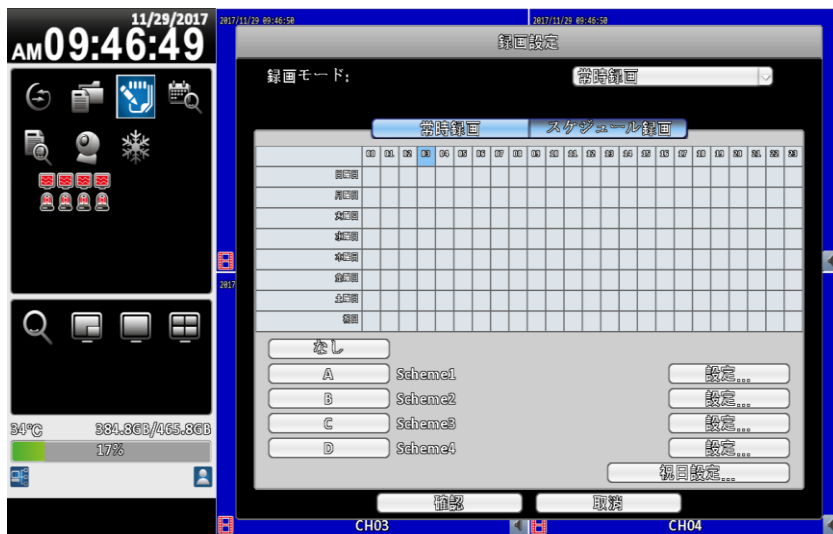 11/29/2017
AM09:46:49
34°C 384.8GB/465.8GB
17%
2017/11/29 09:46:50
2017/11/29 09:46:50
録画設定
録画モード:
常時録画
常時録画 スケジュール録画
00 01 02 03 04 05 06 07 08 09 10 11 12 13 14 15 16 17 18 19 20 21 22 23
日曜日
月曜日
火曜日
水曜日
木曜日
金曜日
土曜日
祝日
なし
A Scheme1 設定...
B Scheme2 設定...
C Scheme3 設定...
D Scheme4 設定...
祝日設定...
確認 取消
2017
CH03 CH04